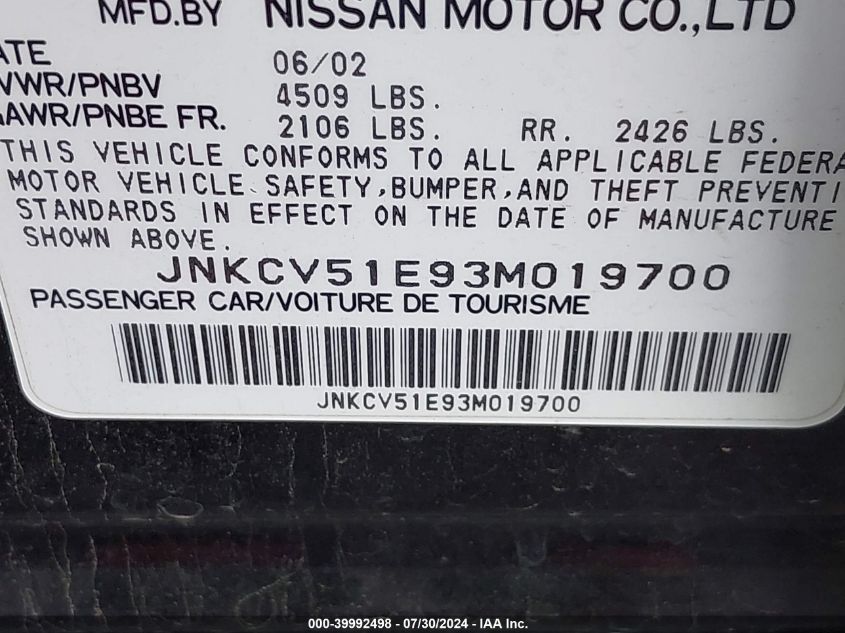 MFD.BY NISSAN MOTOR CO.,LTD
ATE 06/02
VWR/PNBV 4509 LBS.
AWR/PNBE FR. 2106 LBS. RR. 2426 LBS.
THIS VEHICLE CONFORMS TO ALL APPLICABLE FEDERA
MOTOR VEHICLE SAFETY,BUMPER,AND THEFT PREVENTI
STANDARDS IN EFFECT ON THE DATE OF MANUFACTURE
SHOWN ABOVE.
JNKCV51E93M019700
PASSENGER CAR/VOITURE DE TOURISME
JNKCV51E93M019700
000-39992498 - 07/30/2024 - IAA Inc.